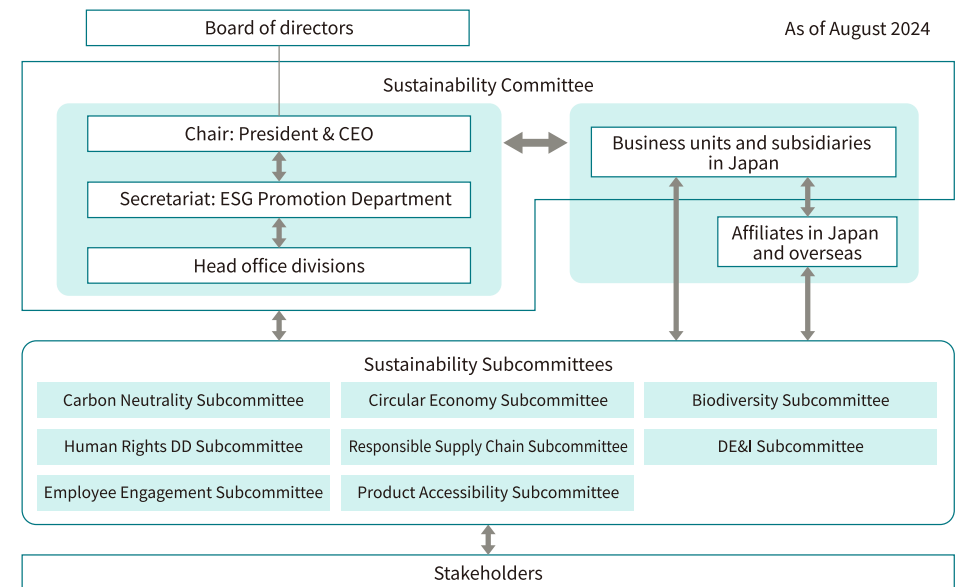 Board of directors
As of August 2024
Sustainability Committee
Chair: President & CEO
Secretariat: ESG Promotion Department
Head office divisions
Business units and subsidiaries
in Japan
Affiliates in Japan
and overseas
Sustainability Subcommittees
Carbon Neutrality Subcommittee
Circular Economy Subcommittee
Biodiversity Subcommittee
Human Rights DD Subcommittee
Responsible Supply Chain Subcommittee
DE&I Subcommittee
Employee Engagement Subcommittee
Product Accessibility Subcommittee
Stakeholders